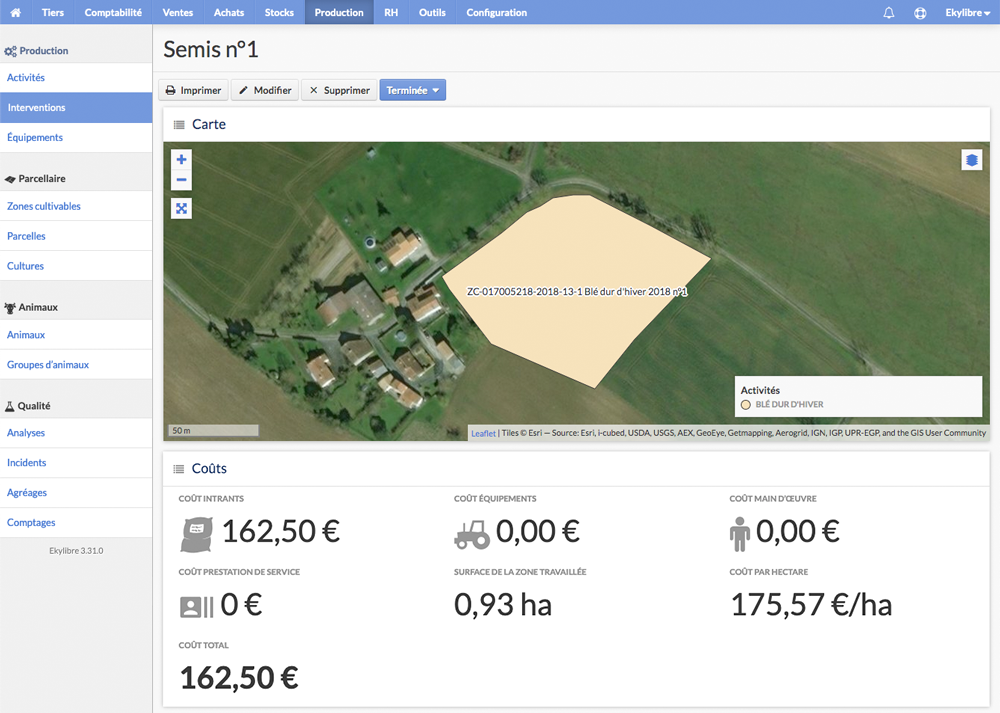 Tiers Comptabilité Ventes Achats Stocks Production RH Outils Configuration Ekylibre
Production
Activités
Interventions
Équipements
Parcellaire
Zones cultivables
Parcelles
Cultures
Animaux
Animaux
Groupes d'animaux
Qualité
Analyses
Incidents
Agréages
Comptages
Ekylibre 3.31.0
Semis n°1
Imprimer Modifier Supprimer Terminée
Carte
+
−
ZC-017005218-2018-13-1 Blé dur d'hiver 2018 n°1
Activités
BLÉ DUR D'HIVER
50 m
Leaflet | Tiles © Esri — Source: Esri, i-cubed, USDA, USGS, AEX, GeoEye, Getmapping, Aerogrid, IGN, IGP, UPR-EGP, and the GIS User Community
Coûts
COÛT INTRANTS COÛT ÉQUIPEMENTS COÛT MAIN D'ŒUVRE
162,50 € 0,00 € 0,00 €
COÛT PRESTATION DE SERVICE SURFACE DE LA ZONE TRAVAILLÉE COÛT PAR HECTARE
0 € 0,93 ha 175,57 €/ha
COÛT TOTAL
162,50 €